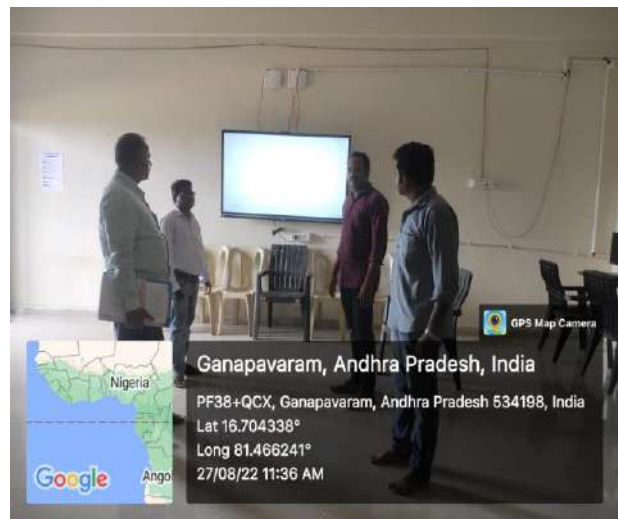 GPS Map Camera
Nigeria
Ango
Google
Ganapavaram, Andhra Pradesh, India
PF38+QCX, Ganapavaram, Andhra Pradesh 534198, India
Lat 16.704338°
Long 81.466241°
27/08/22 11:36 AM